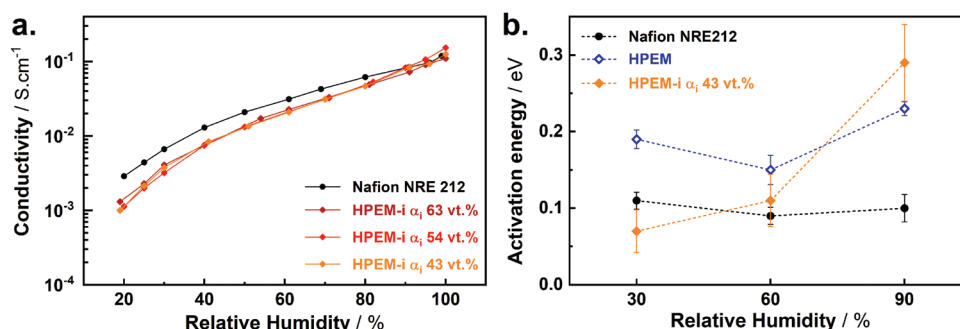 a.
Conductivity / S.cm⁻¹
10⁰
10⁻¹
10⁻²
10⁻³
10⁻⁴
Nafion NRE 212
HPEM-i αᵢ 63 vt.%
HPEM-i αᵢ 54 vt.%
HPEM-i αᵢ 43 vt.%
20 40 60 80 100
Relative Humidity / %
b.
Activation energy / eV
0.3
0.2
0.1
0.0
Nafion NRE212
HPEM
HPEM-i αᵢ 43 vt.%
30 60 90
Relative Humidity / %